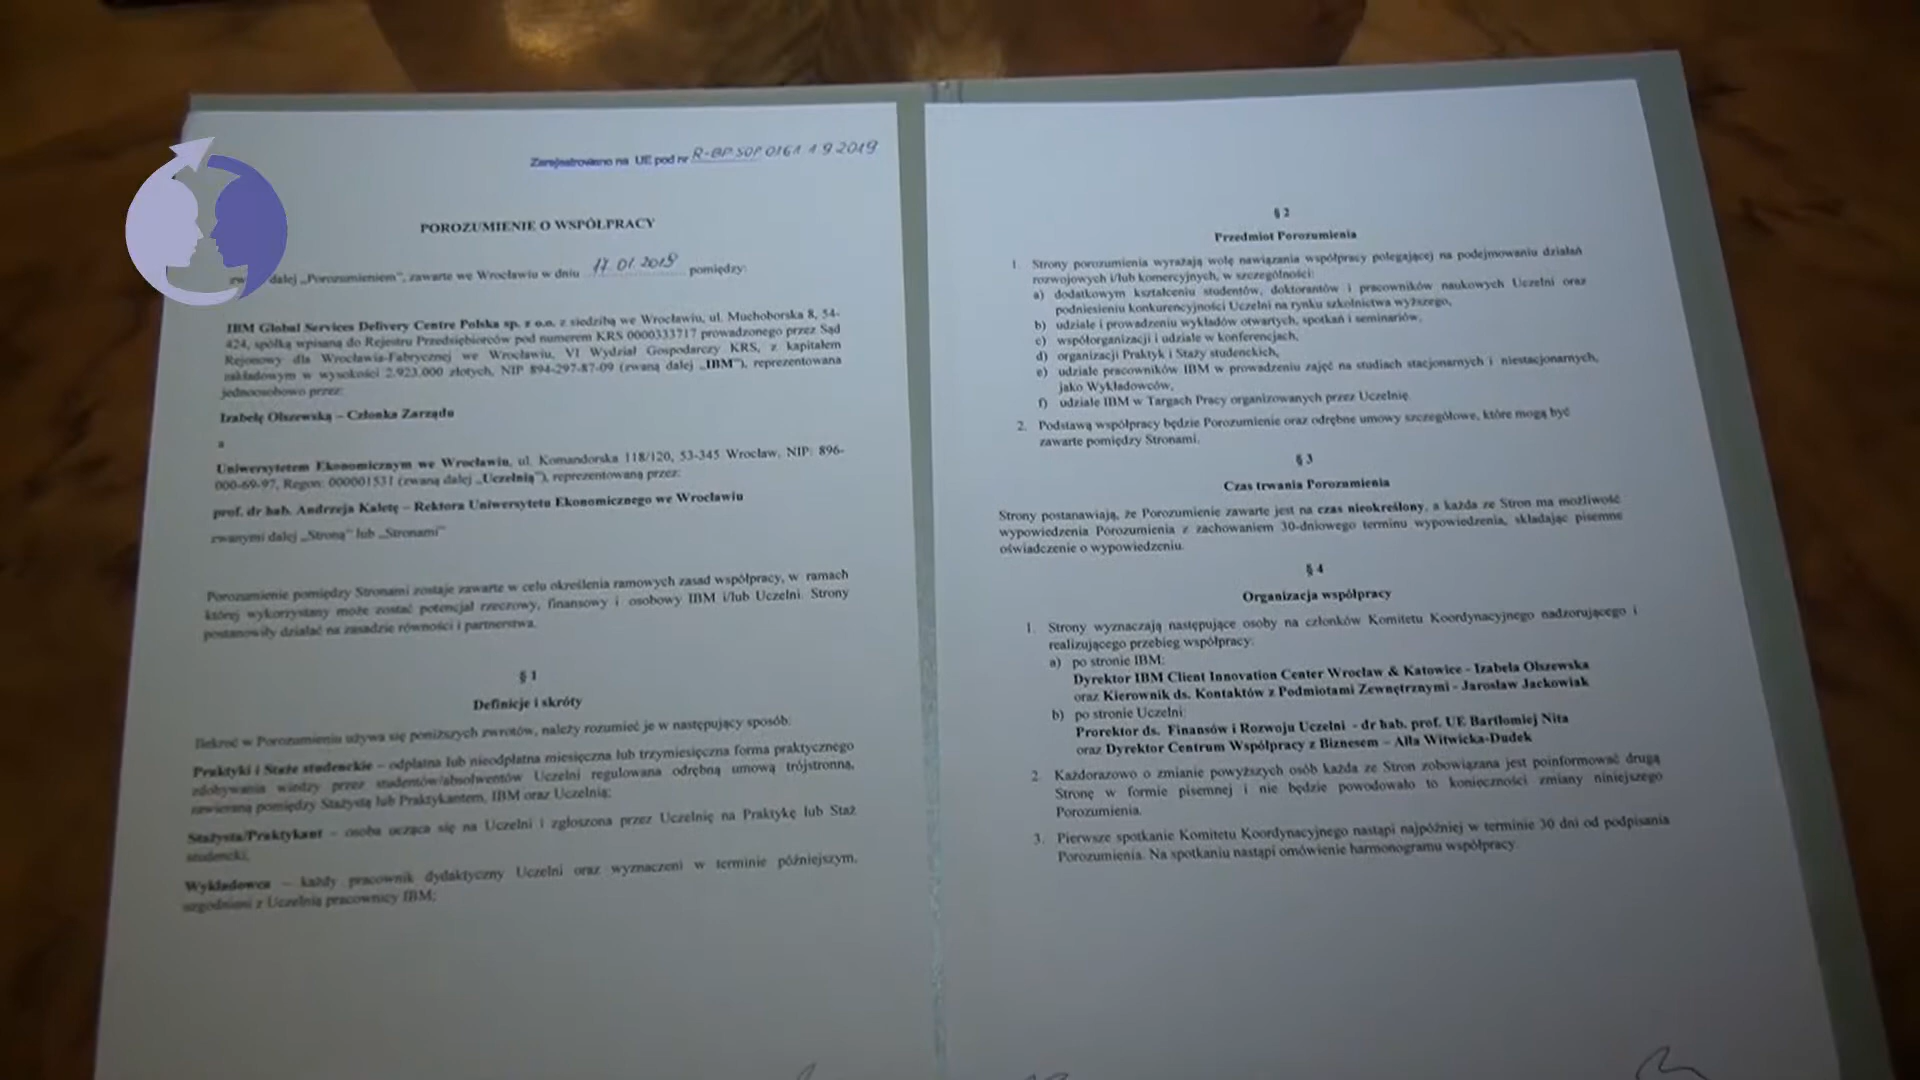 Zarejestrowano na UE pod nr R-BP SOP 0161 1 9 2019
POROZUMIENIE O WSPÓŁPRACY
dalej „Porozumieniem”, zawarte we Wrocławiu w dniu 17.01.2019 pomiędzy:
IBM Global Services Delivery Centre Polska sp. z o.o. z siedzibą we Wrocławiu, ul. Muchoborska 8, 54-
424, spółką wpisaną do Rejestru Przedsiębiorców pod numerem KRS 0000333717 prowadzonego przez Sąd
Rejonowy dla Wrocławia-Fabrycznej we Wrocławiu, VI Wydział Gospodarczy KRS, z kapitałem
zakładowym w wysokości 2.923.000 złotych, NIP 894-297-87-09 (zwaną dalej „IBM”), reprezentowana
jednoosobowo przez:
Izabelę Olszewską – Członka Zarządu
a
Uniwersytetem Ekonomicznym we Wrocławiu, ul. Komandorska 118/120, 53-345 Wrocław, NIP: 896-
000-69-97, Regon: 000001531 (zwaną dalej „Uczelnią”), reprezentowaną przez:
prof. dr hab. Andrzeja Kaletę – Rektora Uniwersytetu Ekonomicznego we Wrocławiu
zwanymi dalej „Stroną” lub „Stronami”
Porozumienie pomiędzy Stronami zostaje zawarte w celu określenia ramowych zasad współpracy, w ramach
której wykorzystany może zostać potencjał rzeczowy, finansowy i osobowy IBM i/lub Uczelni. Strony
postanowiły działać na zasadzie równości i partnerstwa.
§ 1
Definicje i skróty
Ilekroć w Porozumieniu używa się poniższych zwrotów, należy rozumieć je w następujący sposób:
Praktyki i Staże studenckie – odpłatna lub nieodpłatna miesięczna lub trzymiesięczna forma praktycznego
zdobywania wiedzy przez studentów/absolwentów Uczelni regulowana odrębną umową trójstronną,
zawieraną pomiędzy Stażystą lub Praktykantem, IBM oraz Uczelnią;
Stażysta/Praktykant – osoba ucząca się na Uczelni i zgłoszona przez Uczelnię na Praktykę lub Staż
studencki,
Wykładowca – każdy pracownik dydaktyczny Uczelni oraz wyznaczeni w terminie późniejszym,
uzgodnieni z Uczelnią pracownicy IBM;
§ 2
Przedmiot Porozumienia
1. Strony porozumienia wyrażają wolę nawiązania współpracy polegającej na podejmowaniu działań
rozwojowych i/lub komercyjnych, w szczególności:
a) dodatkowym kształceniu studentów, doktorantów i pracowników naukowych Uczelni oraz
podniesieniu konkurencyjności Uczelni na rynku szkolnictwa wyższego,
b) udziale i prowadzeniu wykładów otwartych, spotkań i seminariów,
c) współorganizacji i udziale w konferencjach,
d) organizacji Praktyk i Staży studenckich,
e) udziale pracowników IBM w prowadzeniu zajęć na studiach stacjonarnych i niestacjonarnych,
jako Wykładowców,
f) udziale IBM w Targach Pracy organizowanych przez Uczelnię.
2. Podstawą współpracy będzie Porozumienie oraz odrębne umowy szczegółowe, które mogą być
zawarte pomiędzy Stronami.
§ 3
Czas trwania Porozumienia
Strony postanawiają, że Porozumienie zawarte jest na czas nieokreślony, a każda ze Stron ma możliwość
wypowiedzenia Porozumienia z zachowaniem 30-dniowego terminu wypowiedzenia, składając pisemne
oświadczenie o wypowiedzeniu.
§ 4
Organizacja współpracy
1. Strony wyznaczają następujące osoby na członków Komitetu Koordynacyjnego nadzorującego i
realizującego przebieg współpracy:
a) po stronie IBM:
Dyrektor IBM Client Innovation Center Wrocław & Katowice - Izabela Olszewska
oraz Kierownik ds. Kontaktów z Podmiotami Zewnętrznymi - Jarosław Jackowiak
b) po stronie Uczelni:
Prorektor ds. Finansów i Rozwoju Uczelni - dr hab. prof. UE Bartłomiej Nita
oraz Dyrektor Centrum Współpracy z Biznesem – Alla Witwicka-Dudek
2. Każdorazowo o zmianie powyższych osób każda ze Stron zobowiązana jest poinformować drugą
Stronę w formie pisemnej i nie będzie powodowało to konieczności zmiany niniejszego
Porozumienia.
3. Pierwsze spotkanie Komitetu Koordynacyjnego nastąpi najpóźniej w terminie 30 dni od podpisania
Porozumienia. Na spotkaniu nastąpi omówienie harmonogramu współpracy.